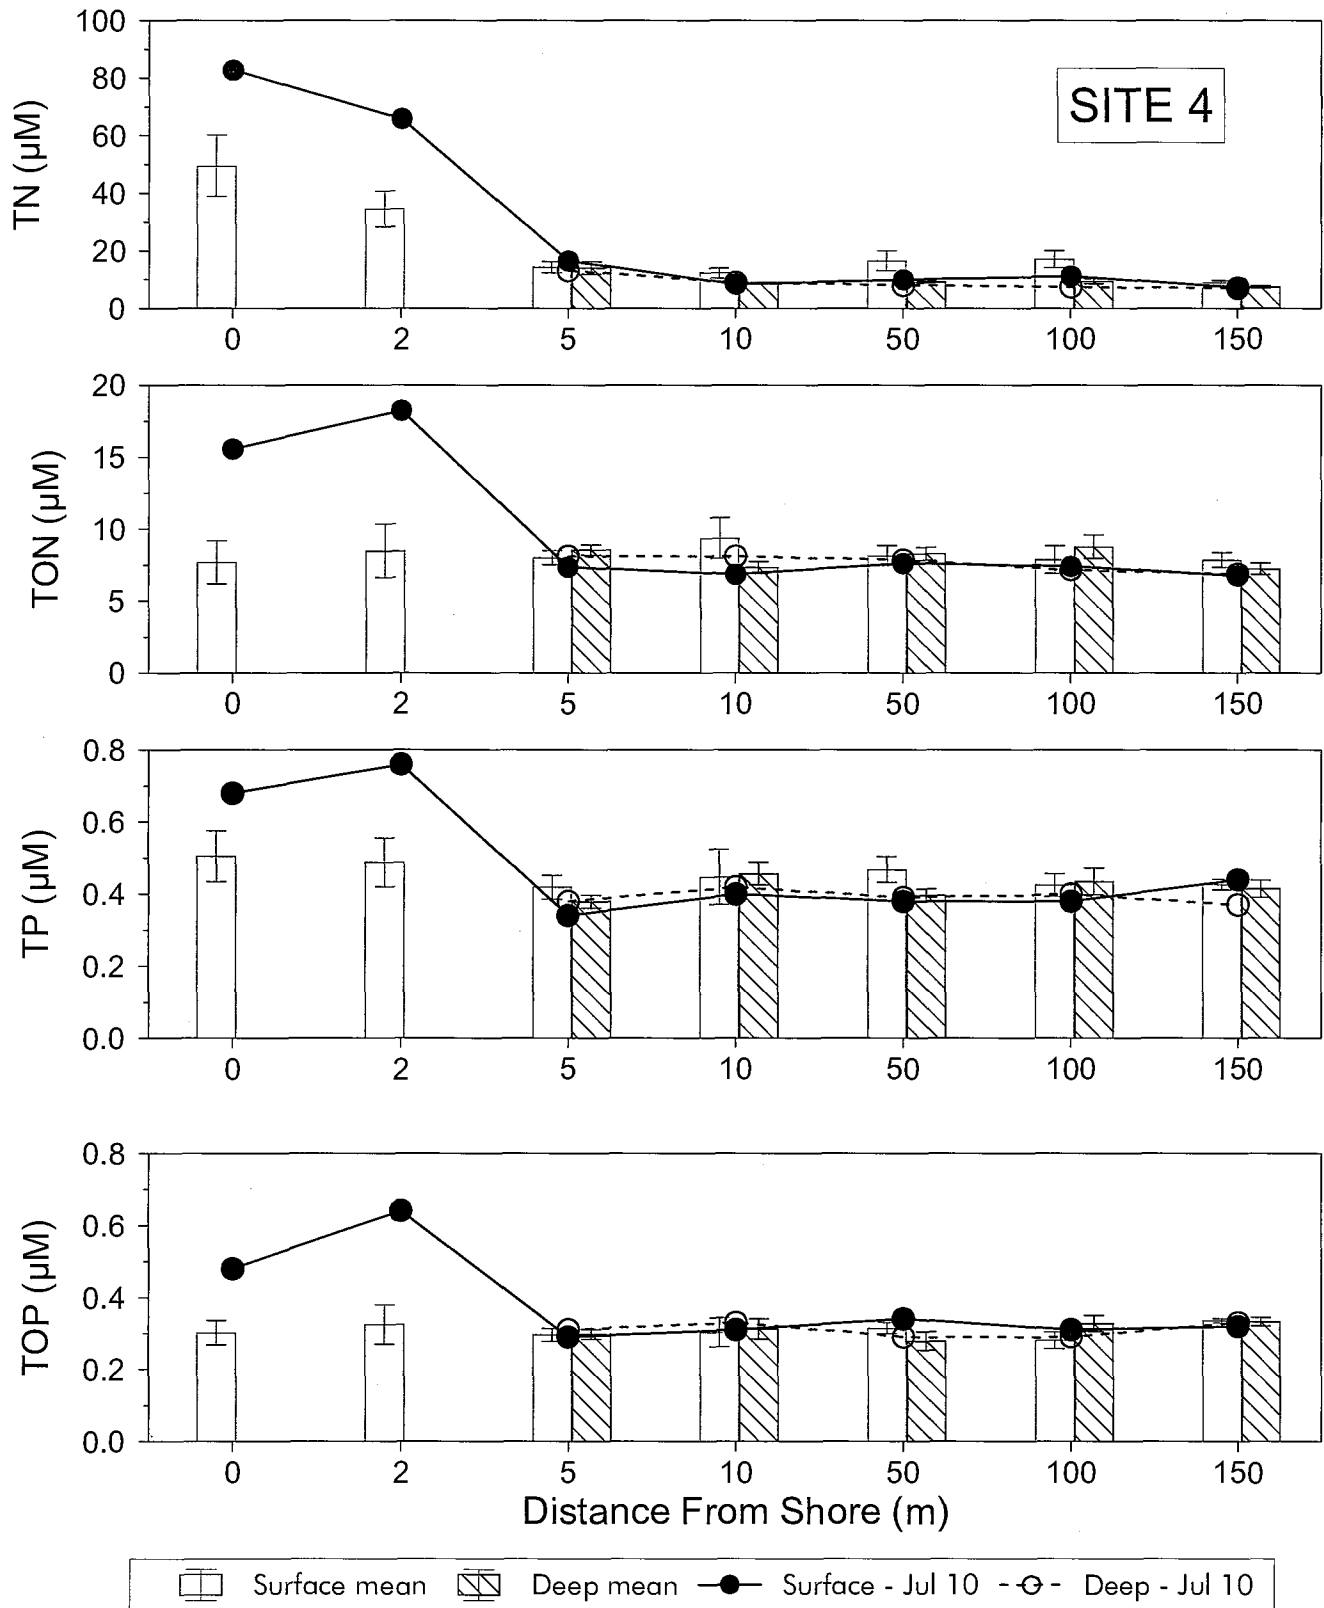 100
80
60
40
20
0
TN (µM)
SITE 4
0 2 5 10 50 100 150
20
15
10
5
0
TON (µM)
0 2 5 10 50 100 150
0.8
0.6
0.4
0.2
0.0
TP (µM)
0 2 5 10 50 100 150
0.8
0.6
0.4
0.2
0.0
TOP (µM)
0 2 5 10 50 100 150
Distance From Shore (m)
Surface mean Deep mean Surface - Jul 10 Deep - Jul 10